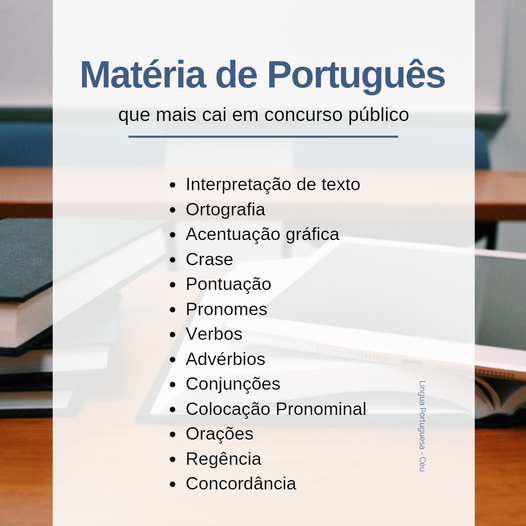 Matéria de Português
que mais cai em concurso público
• Interpretação de texto
• Ortografia
• Acentuação gráfica
• Crase
• Pontuação
• Pronomes
• Verbos
• Advérbios
• Conjunções
• Colocação Pronominal
• Orações
• Regência
• Concordância
Língua Portuguesa - Céu